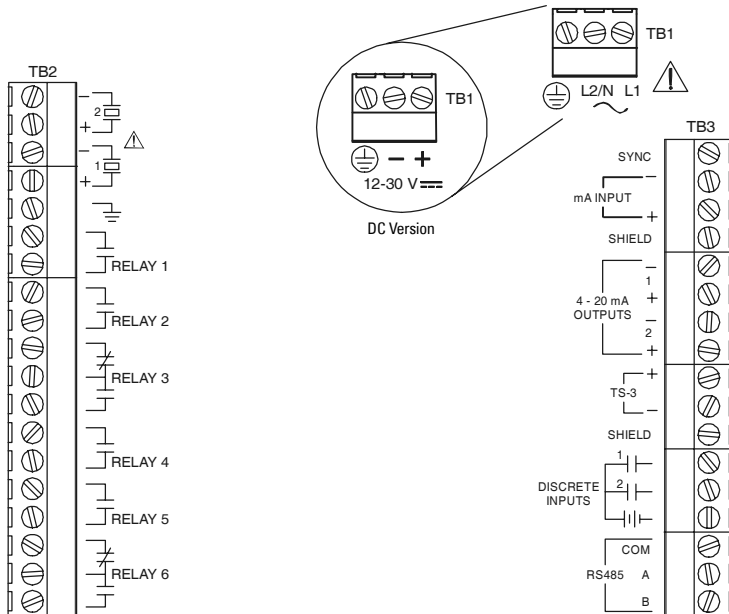 TB2
−
2
+
−
1
+
RELAY 1
RELAY 2
RELAY 3
RELAY 4
RELAY 5
RELAY 6
TB1
− +
12-30 V
DC Version
TB1
L2/N L1
TB3
SYNC
−
mA INPUT
+
SHIELD
−
1
4 - 20 mA
+
OUTPUTS
−
2
+
+
TS-3
−
SHIELD
1
DISCRETE
2
INPUTS
COM
RS485 A
B